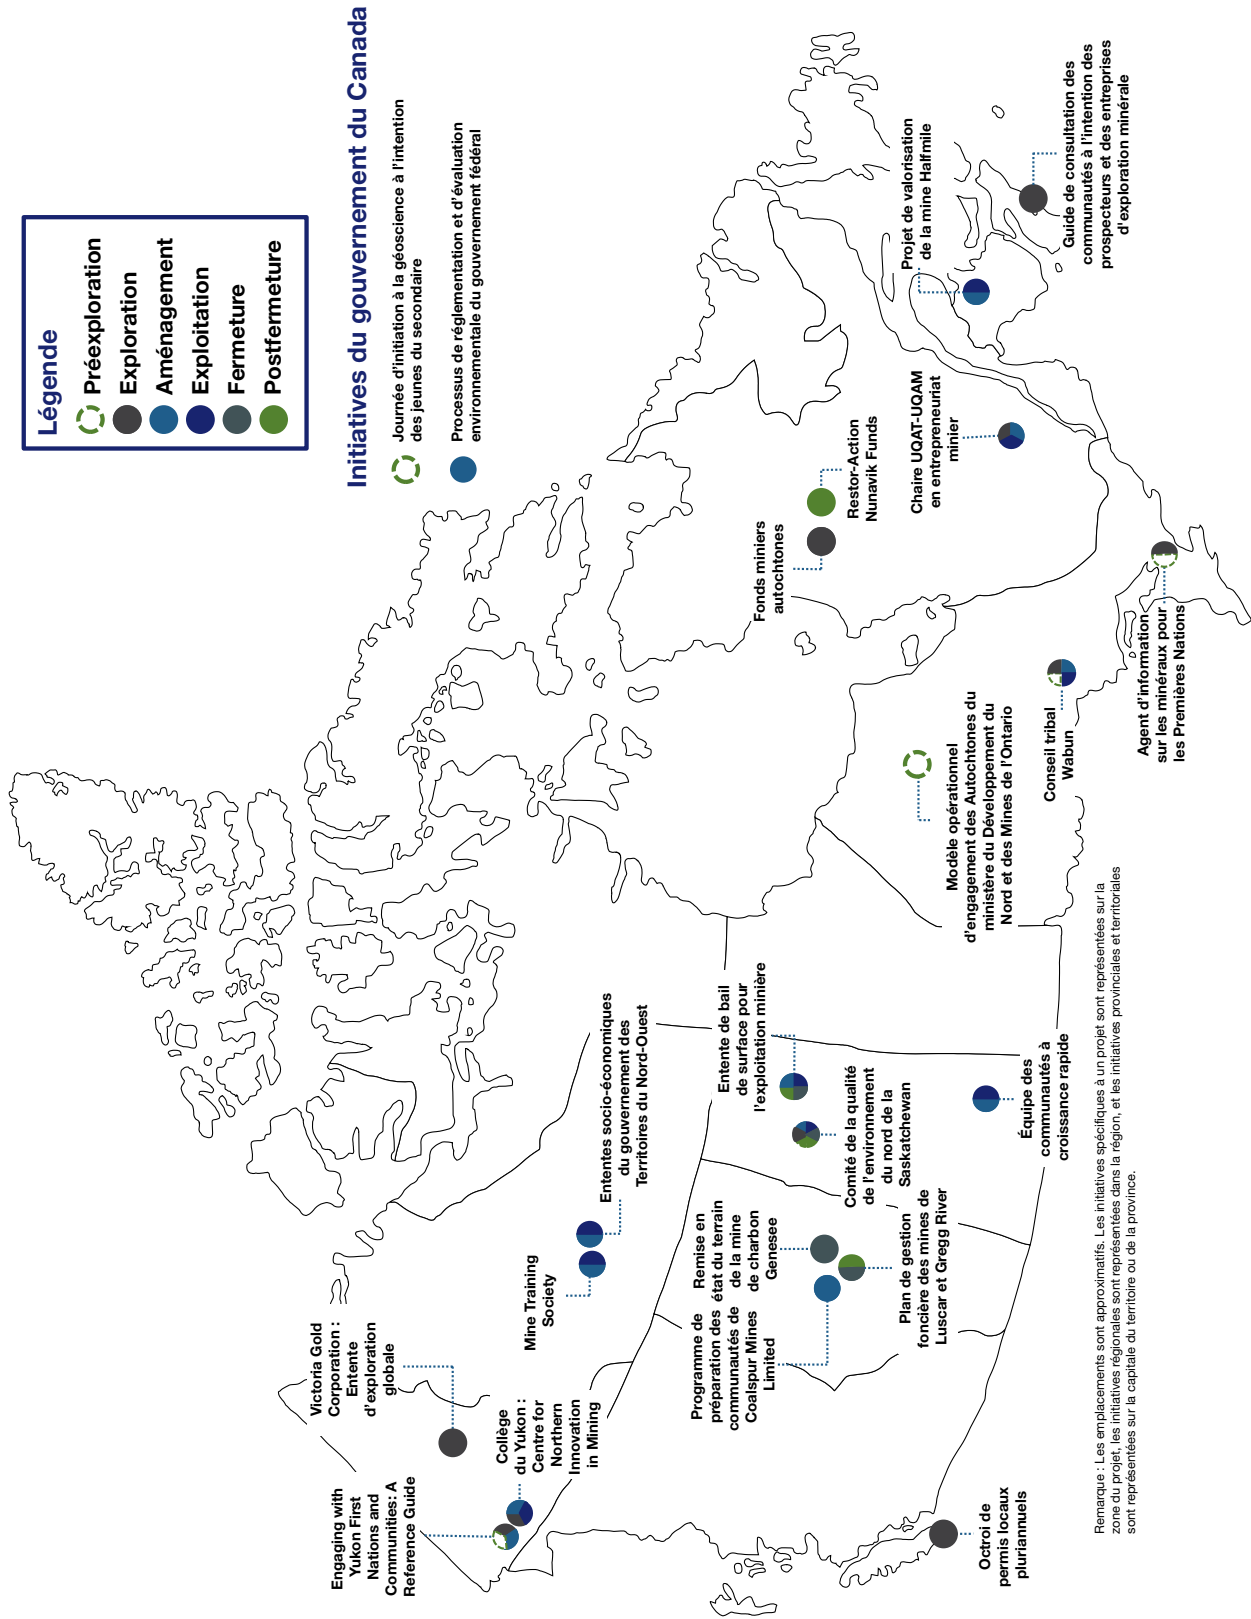 Légende
Préexploration
Exploration
Aménagement
Exploitation
Fermeture
Postfermeture
Initiatives du gouvernement du Canada
Journée d'initiation à la géoscience à l'intention
des jeunes du secondaire
Processus de réglementation et d'évaluation
environnementale du gouvernement fédéral
Victoria Gold
Corporation :
Entente
d'exploration
globale
Engaging with
Yukon First
Nations and
Communities: A
Reference Guide
Collège
du Yukon :
Centre for
Northern
Innovation
in Mining
Mine Training
Society
Ententes socio-économiques
du gouvernement des
Territoires du Nord-Ouest
Entente de bail
de surface pour
l'exploitation minière
Comité de la qualité
de l'environnement
du nord de la
Saskatchewan
Remise en
état du terrain
de la mine
de charbon
Genesee
Programme de
préparation des
communautés de
Coalspur Mines
Limited
Plan de gestion
foncière des mines de
Luscar et Gregg River
Octroi de
permis locaux
pluriannuels
Équipe des
communautés à
croissance rapide
Modèle opérationnel
d'engagement des Autochtones du
ministère du Développement du
Nord et des Mines de l'Ontario
Conseil tribal
Wabun
Agent d'information
sur les minéraux pour
les Premières Nations
Fonds miniers
autochtones
Restor-Action
Nunavik Funds
Chaire UQAT-UQAM
en entrepreneuriat
minier
Projet de valorisation
de la mine Halfmile
Guide de consultation des
communautés à l'intention des
prospecteurs et des entreprises
d'exploration minérale
Remarque : Les emplacements sont approximatifs. Les initiatives spécifiques à un projet sont représentées sur la
zone du projet, les initiatives régionales sont représentées dans la région, et les initiatives provinciales et territoriales
sont représentées sur la capitale du territoire ou de la province.